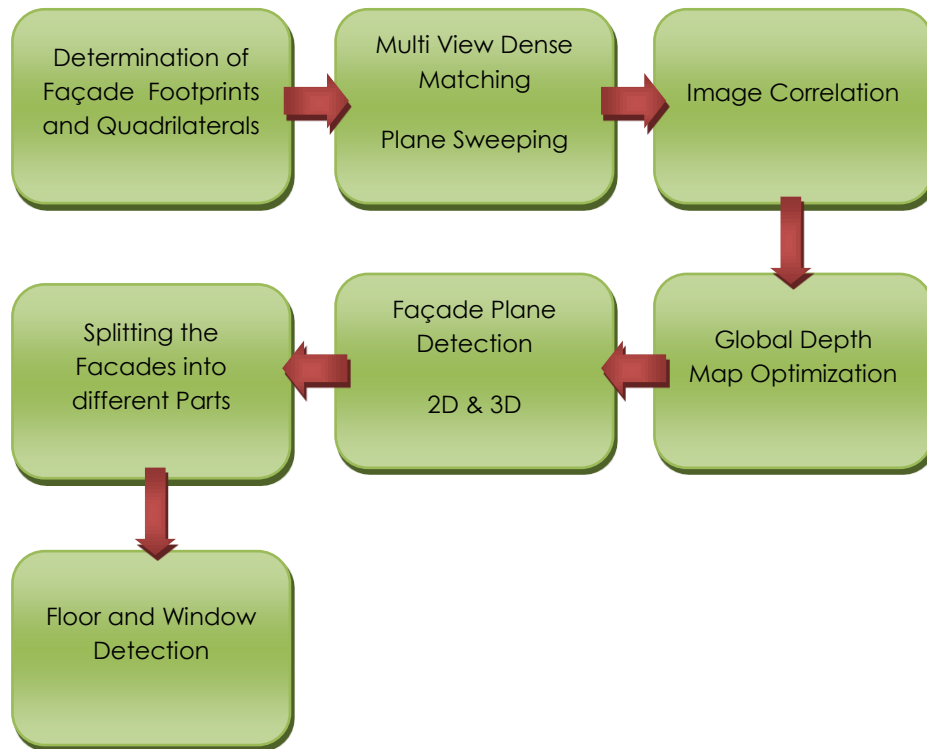 Determination of
Façade Footprints
and Quadrilaterals
Multi View Dense
Matching
Plane Sweeping
Image Correlation
Global Depth
Map Optimization
Façade Plane
Detection
2D & 3D
Splitting the
Facades into
different Parts
Floor and Window
Detection